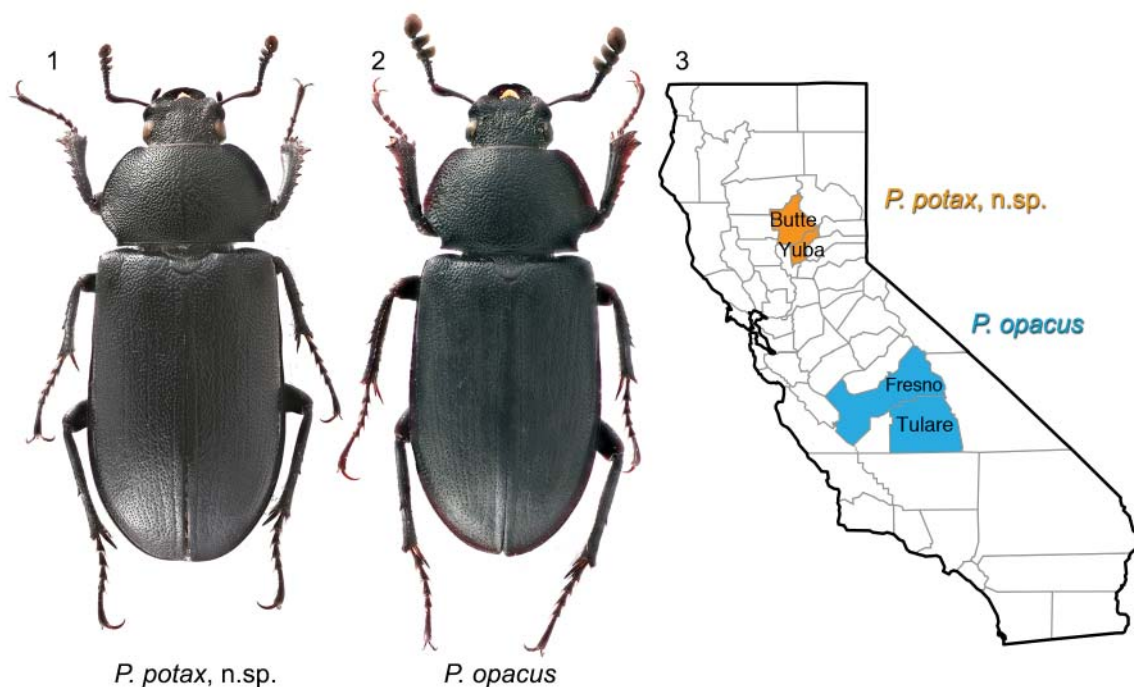 1
2
3
P. potax, n.sp.
Butte
Yuba
P. opacus
Fresno
Tulare
P. potax, n.sp.
P. opacus